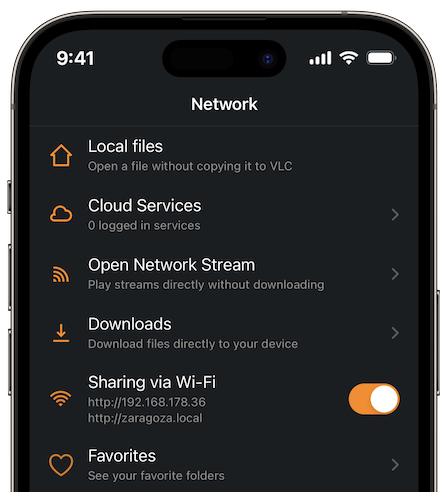 9:41
Network
Local files
Open a file without copying it to VLC
Cloud Services
0 logged in services
Open Network Stream
Play streams directly without downloading
Downloads
Download files directly to your device
Sharing via Wi-Fi
http://192.168.178.36
http://zaragoza.local
Favorites
See your favorite folders